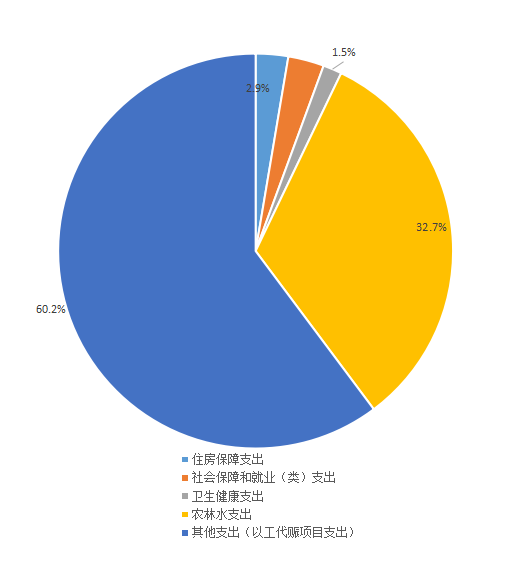 1.5%
2.9%
32.7%
60.2%
住房保障支出
社会保障和就业（类）支出
卫生健康支出
农林水支出
其他支出（以工代赈项目支出）